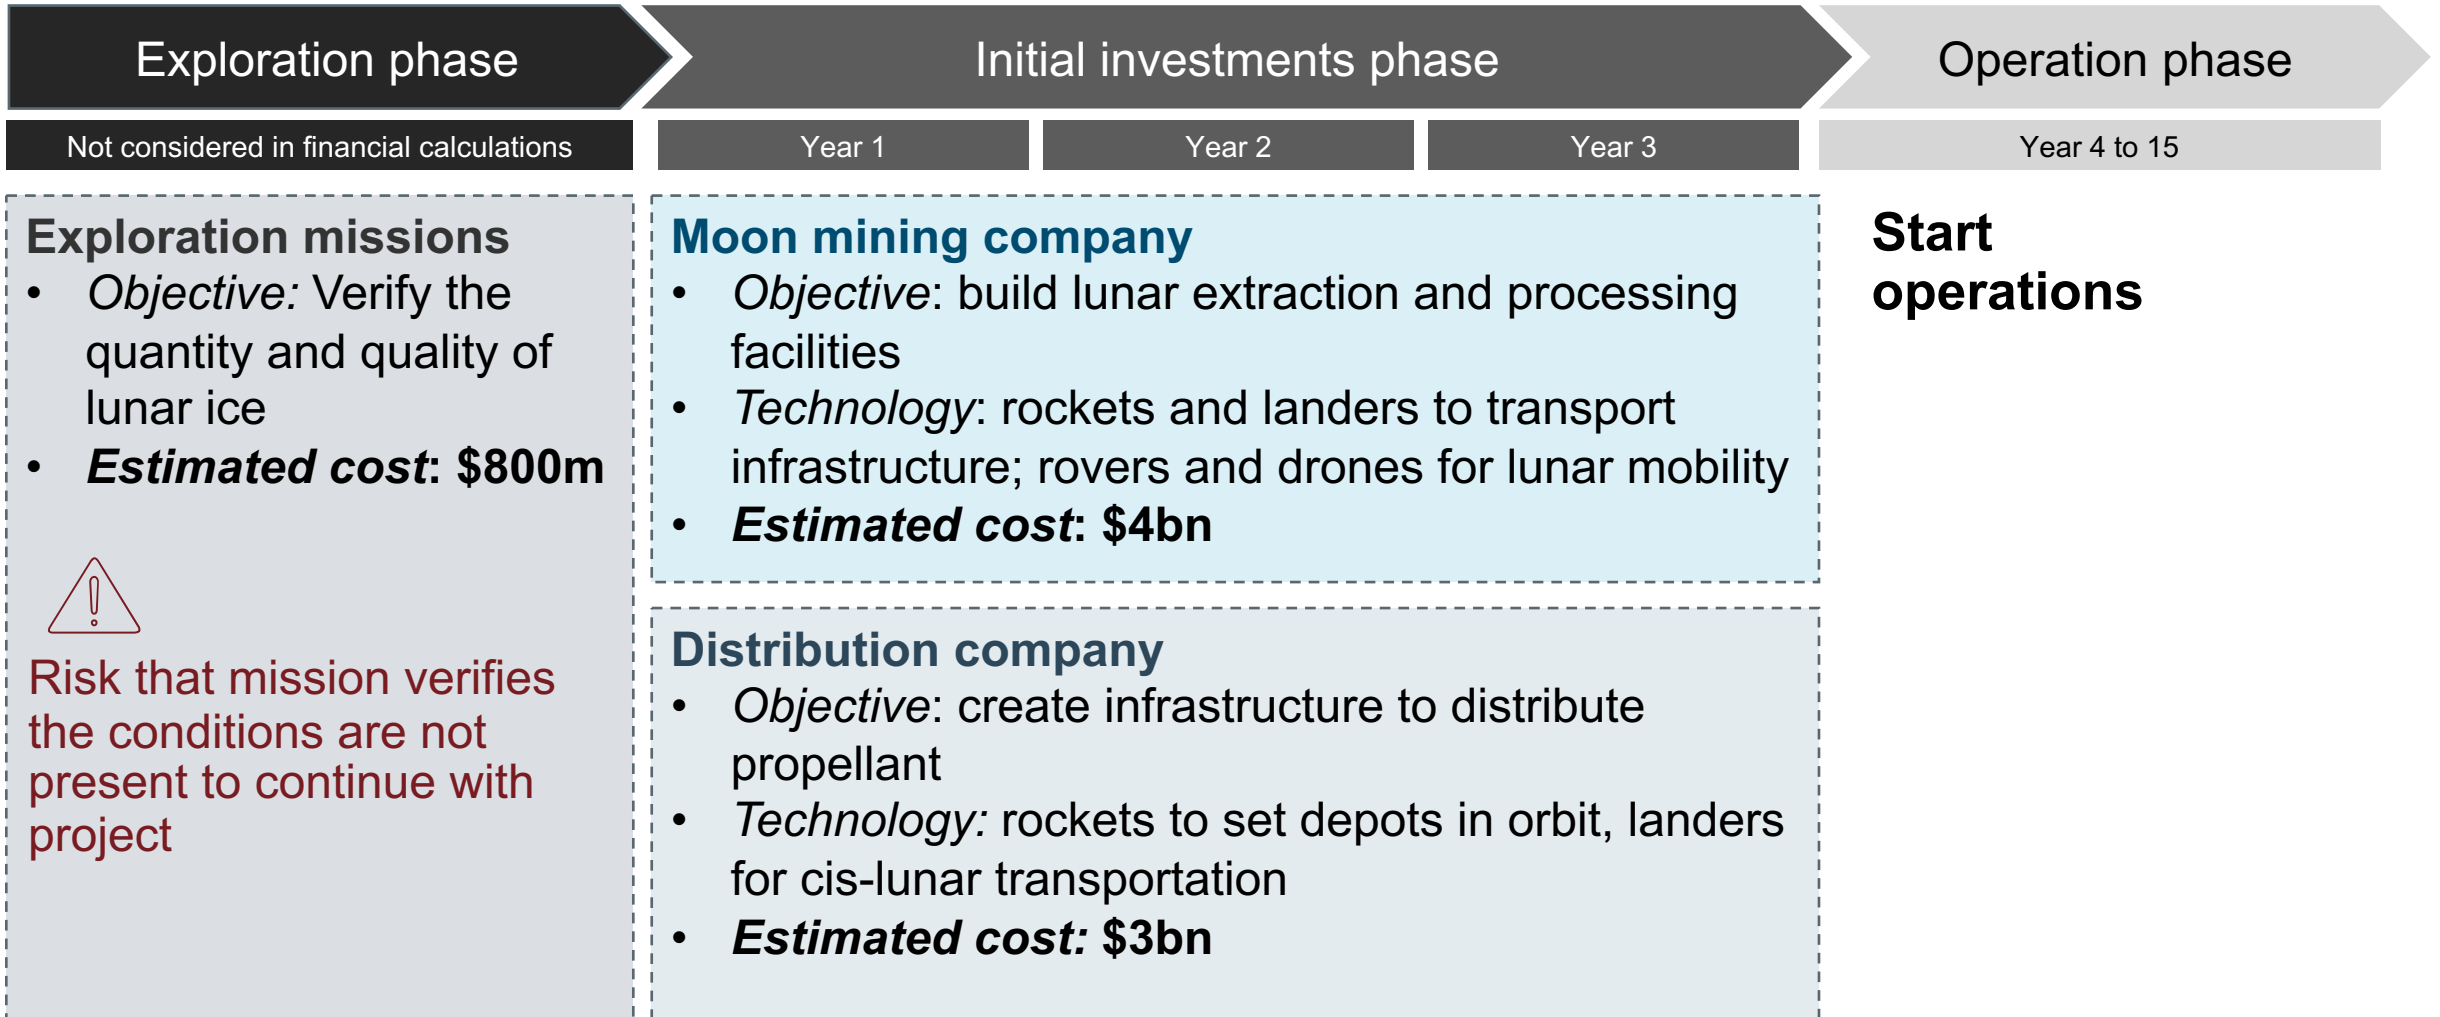 Exploration phase
Initial investments phase
Operation phase
Not considered in financial calculations
Year 1
Year 2
Year 3
Year 4 to 15
Exploration missions
• Objective: Verify the
quantity and quality of
lunar ice
• Estimated cost: $800m
Risk that mission verifies
the conditions are not
present to continue with
project
Moon mining company
• Objective: build lunar extraction and processing
facilities
• Technology: rockets and landers to transport
infrastructure; rovers and drones for lunar mobility
• Estimated cost: $4bn
Distribution company
• Objective: create infrastructure to distribute
propellant
• Technology: rockets to set depots in orbit, landers
for cis-lunar transportation
• Estimated cost: $3bn
Start
operations